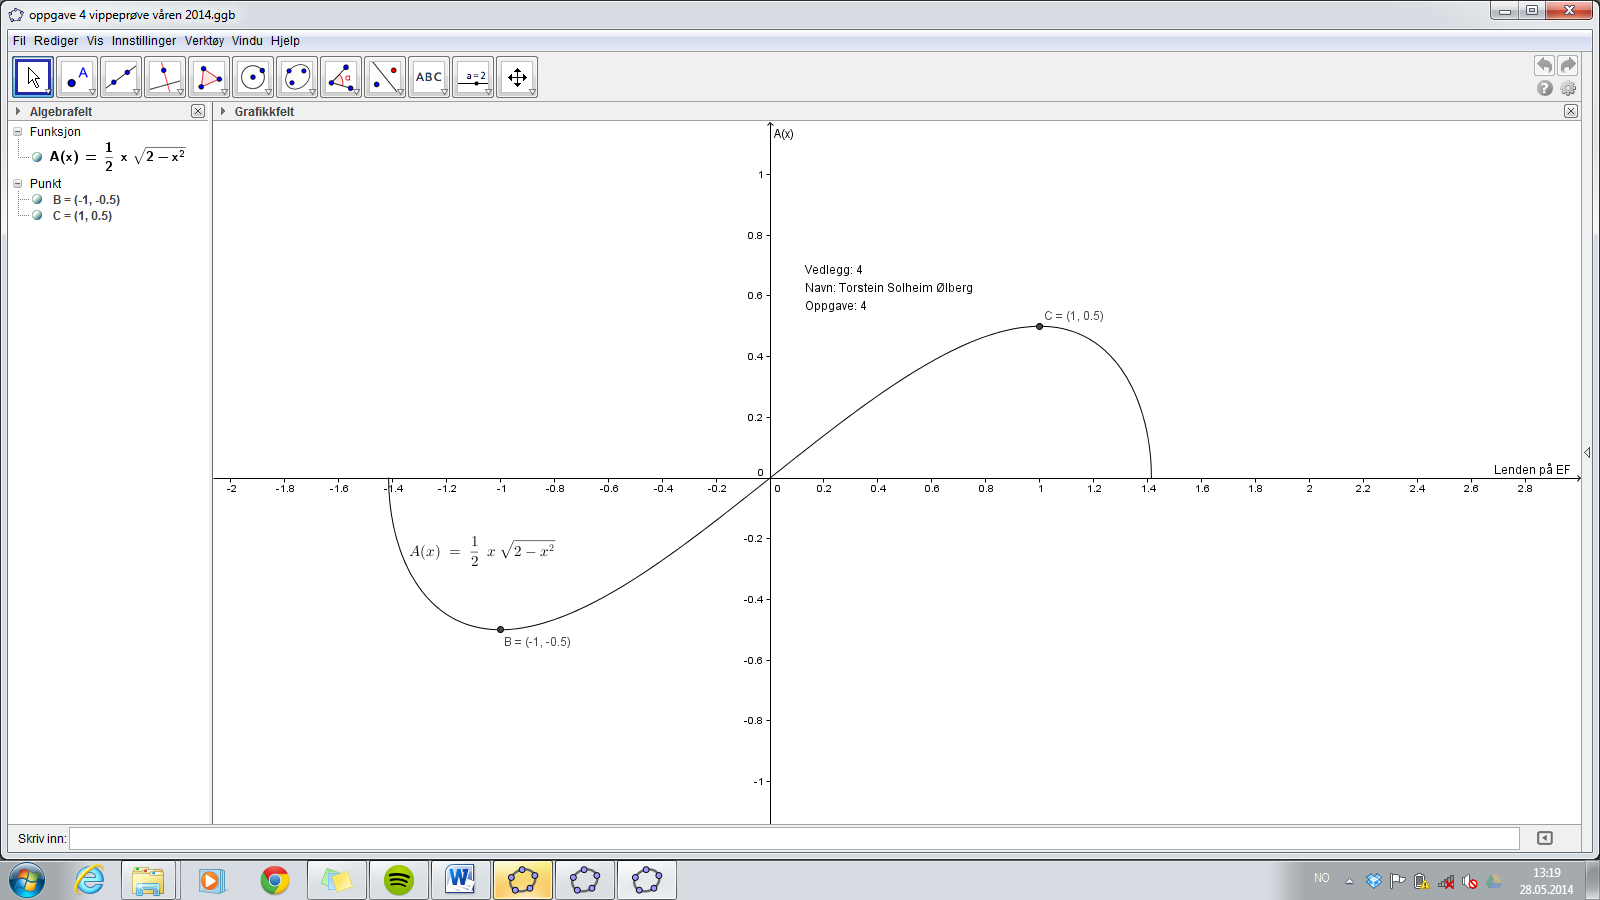 oppgave 4 vippeprøve våren 2014.ggb
Fil Rediger Vis Innstillinger Verktøy Vindu Hjelp
A
α
ABC
a=2
Algebrafelt
Grafikkfelt
Funksjon
A(x) = 1/2 x √(2 – x²)
Punkt
B = (-1, -0.5)
C = (1, 0.5)
A(x)
1
0.8
0.6
0.4
0.2
0
-0.2
-0.4
-0.6
-0.8
-1
Vedlegg: 4
Navn: Torstein Solheim Ølberg
Oppgave: 4
C = (1, 0.5)
Lenden på EF
-2 -1.8 -1.6 -1.4 -1.2 -1 -0.8 -0.6 -0.4 -0.2 0 0.2 0.4 0.6 0.8 1 1.2 1.4 1.6 1.8 2 2.2 2.4 2.6 2.8
A(x) = 1/2 x √(2 – x²)
B = (-1, -0.5)
Skriv inn:
W
NO
13:19
28.05.2014